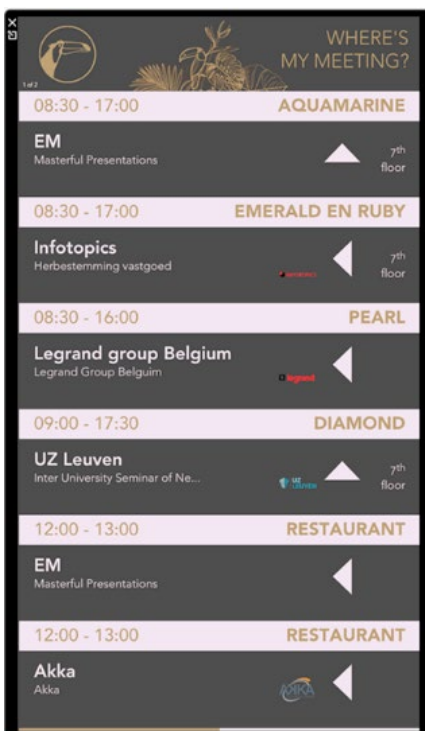 WHERE'S
MY MEETING?
1 of 2
08:30 - 17:00 AQUAMARINE
EM
Masterful Presentations
7th
floor
08:30 - 17:00 EMERALD EN RUBY
Infotopics
Herbestemming vastgoed
INFOTOPICS
7th
floor
08:30 - 16:00 PEARL
Legrand group Belgium
Legrand Group Belguim
legrand
09:00 - 17:30 DIAMOND
UZ Leuven
Inter University Seminar of Ne...
UZ
LEUVEN
7th
floor
12:00 - 13:00 RESTAURANT
EM
Masterful Presentations
12:00 - 13:00 RESTAURANT
Akka
Akka
AKKA